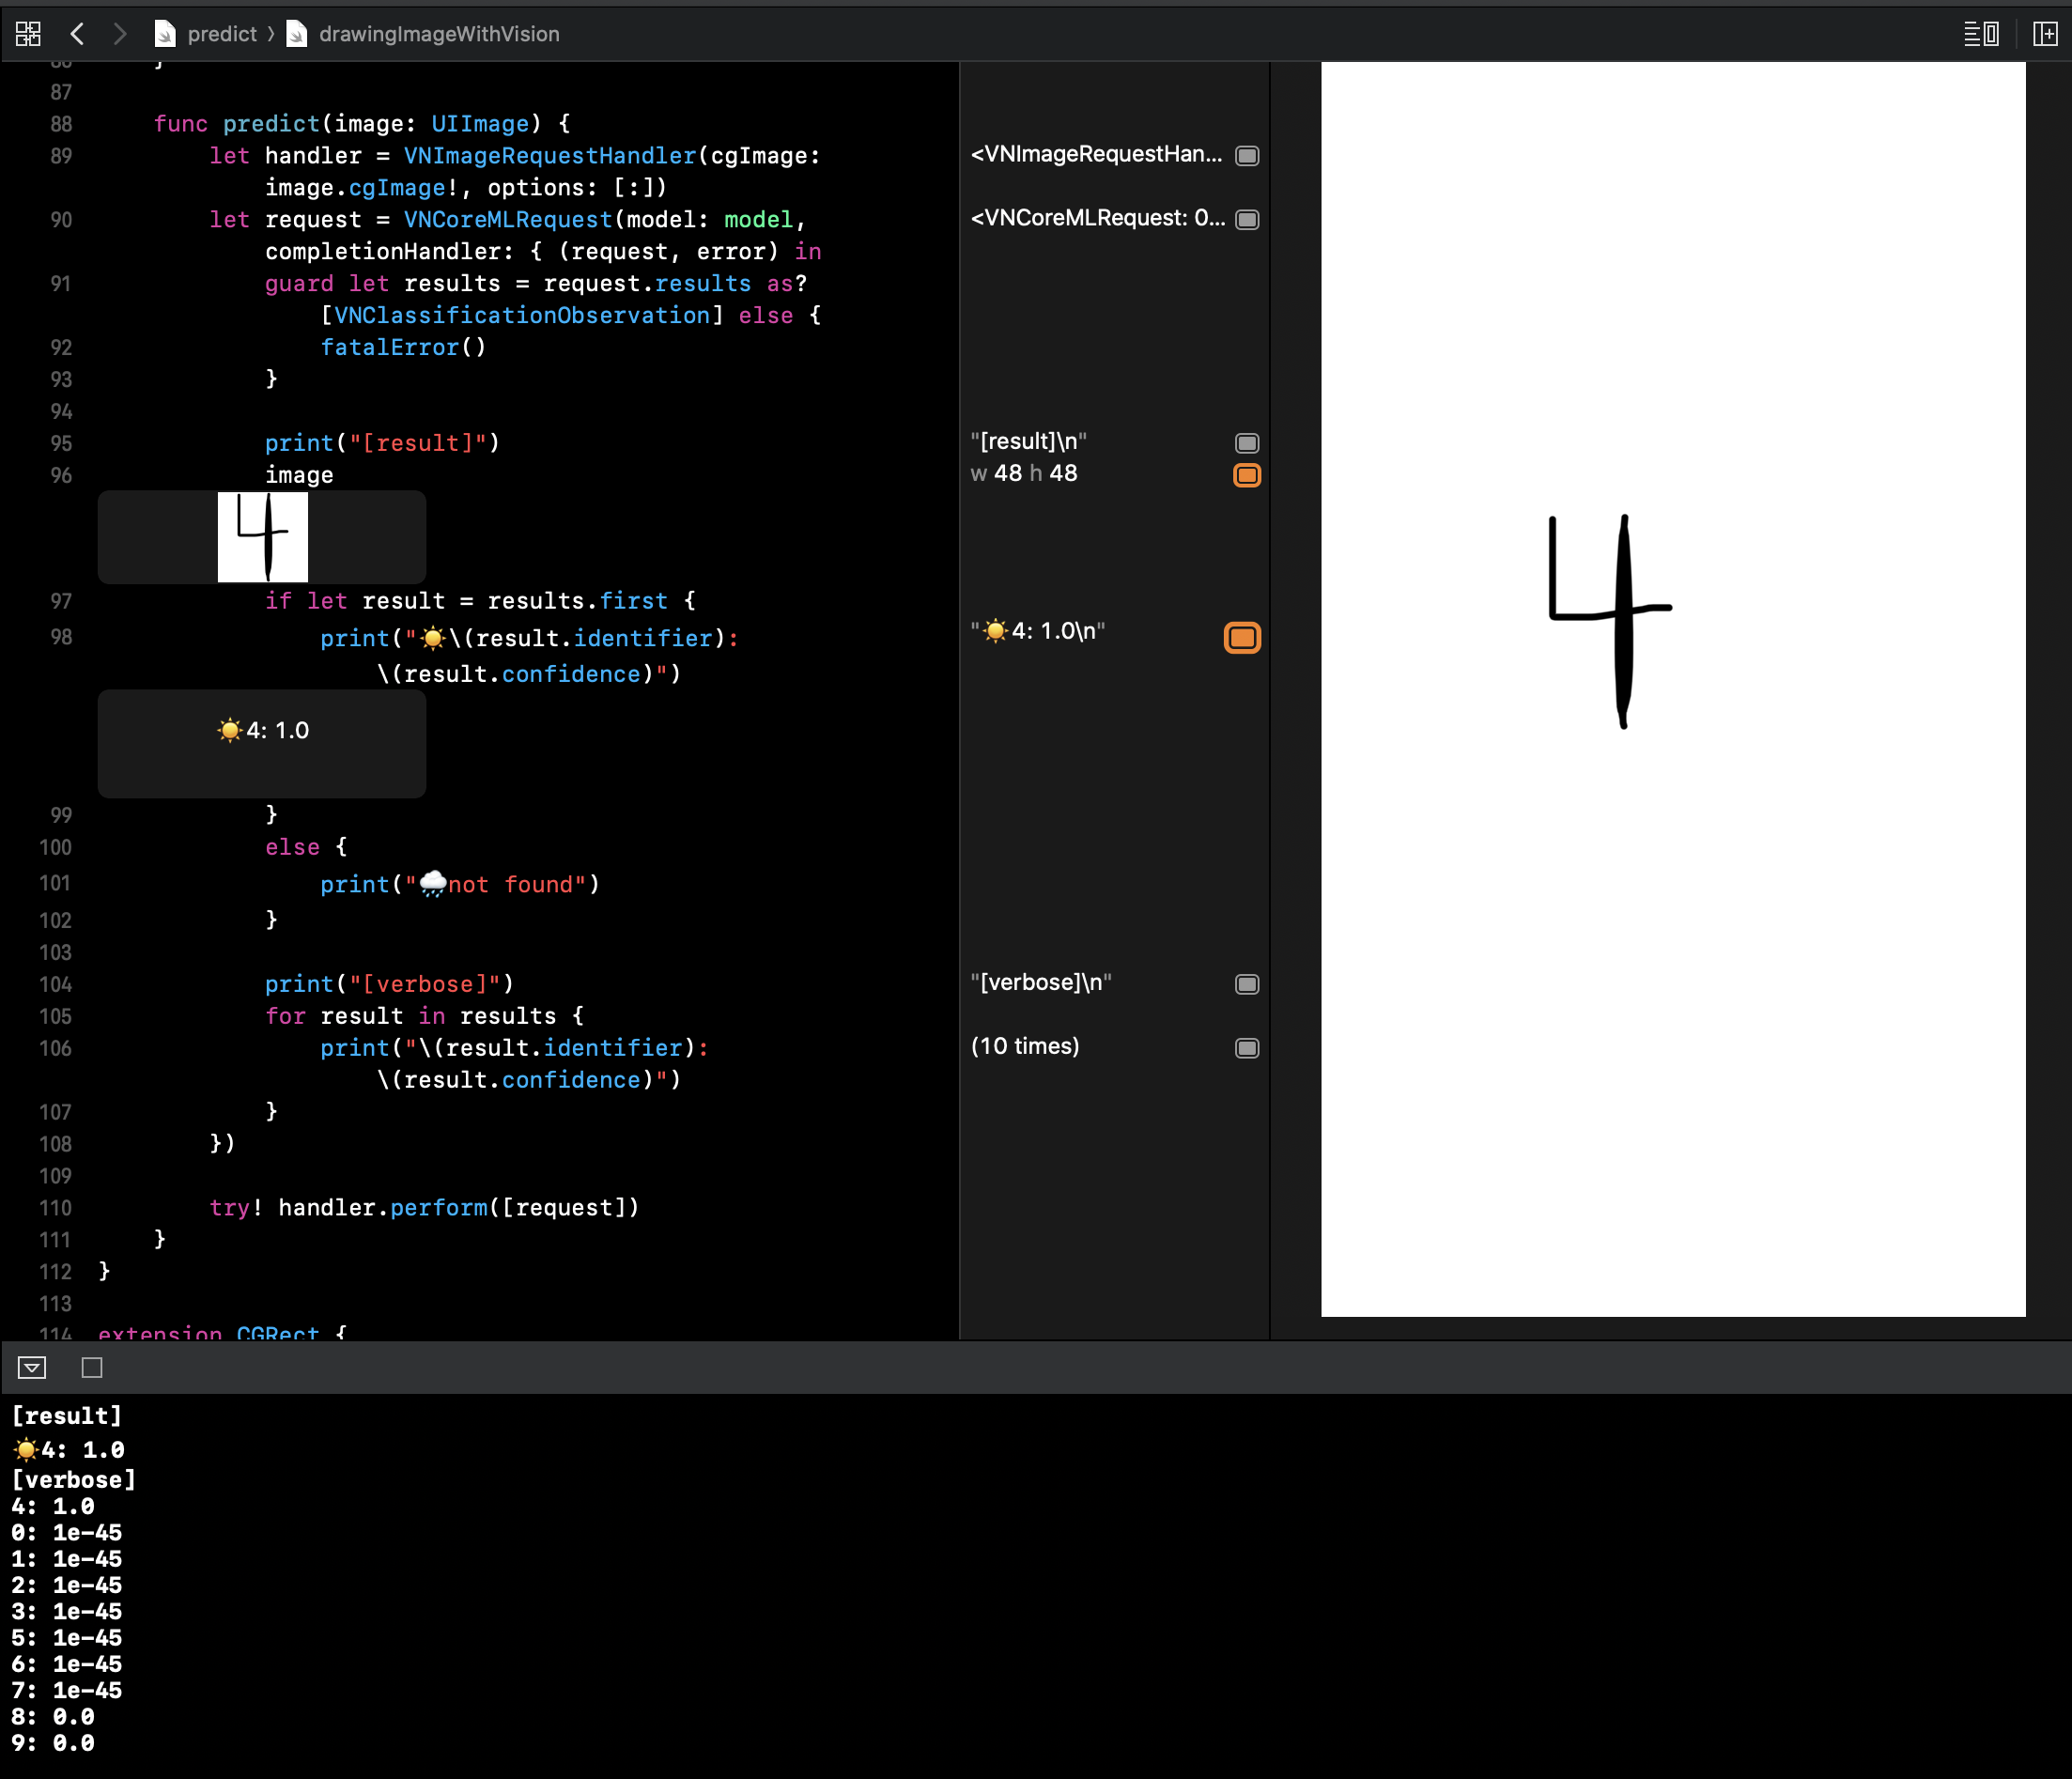 predict 〉 drawingImageWithVision
86 }
87
88 func predict(image: UIImage) {
89 let handler = VNImageRequestHandler(cgImage:
image.cgImage!, options: [:])
<VNImageRequestHan...
90 let request = VNCoreMLRequest(model: model,
completionHandler: { (request, error) in
<VNCoreMLRequest: 0...
91 guard let results = request.results as?
[VNClassificationObservation] else {
92 fatalError()
93 }
94
95 print("[result]")
"[result]\n"
96 image
w 48 h 48
4
97 if let result = results.first {
98 print("☀️\(result.identifier):
\(result.confidence)")
"☀️4: 1.0\n"
☀️4: 1.0
99 }
100 else {
101 print("🌧not found")
102 }
103
104 print("[verbose]")
"[verbose]\n"
105 for result in results {
106 print("\(result.identifier):
\(result.confidence)")
(10 times)
107 }
108 })
109
110 try! handler.perform([request])
111 }
112 }
113
114 extension CGRect {
4
[result]
☀️4: 1.0
[verbose]
4: 1.0
0: 1e-45
1: 1e-45
2: 1e-45
3: 1e-45
5: 1e-45
6: 1e-45
7: 1e-45
8: 0.0
9: 0.0